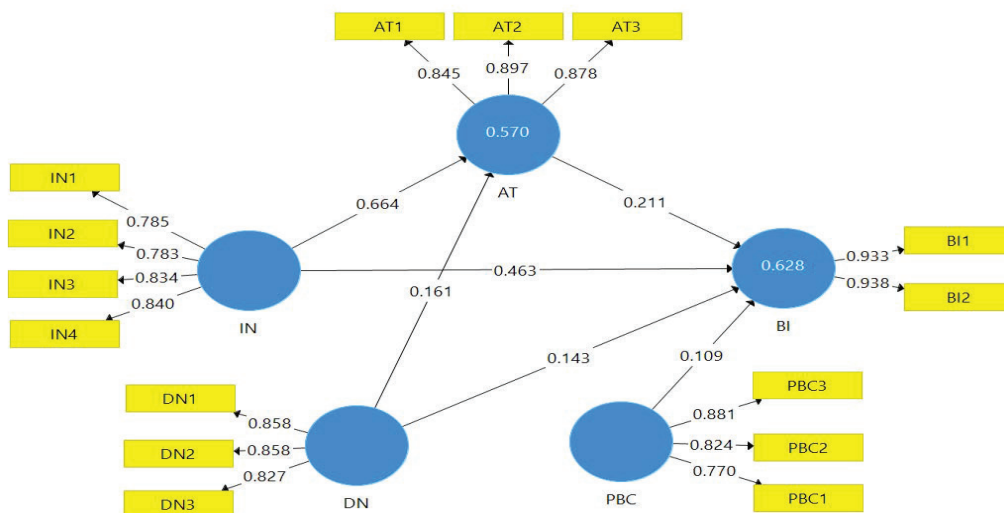 AT1 AT2 AT3
0.845 0.897 0.878
0.570
AT
IN1
IN2
IN3
IN4
0.785
0.783
0.834
0.840
IN
0.664
0.211
0.463
0.161
0.628
BI
0.933
0.938
BI1
BI2
0.143
0.109
DN1
DN2
DN3
0.858
0.858
0.827
DN
PBC
0.881
0.824
0.770
PBC3
PBC2
PBC1